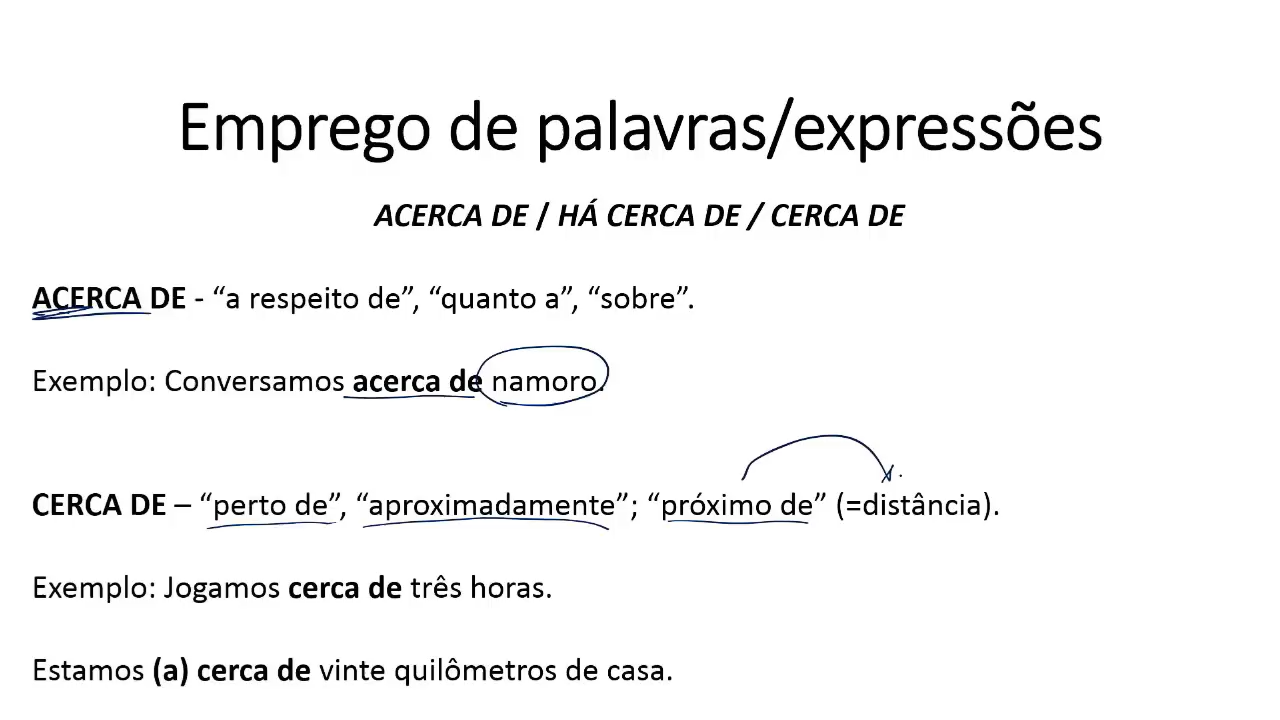 Emprego de palavras/expressões
ACERCA DE / HÁ CERCA DE / CERCA DE
ACERCA DE - “a respeito de”, “quanto a”, “sobre”.
Exemplo: Conversamos acerca de namoro.
CERCA DE – “perto de”, “aproximadamente”; “próximo de” (=distância).
Exemplo: Jogamos cerca de três horas.
Estamos (a) cerca de vinte quilômetros de casa.